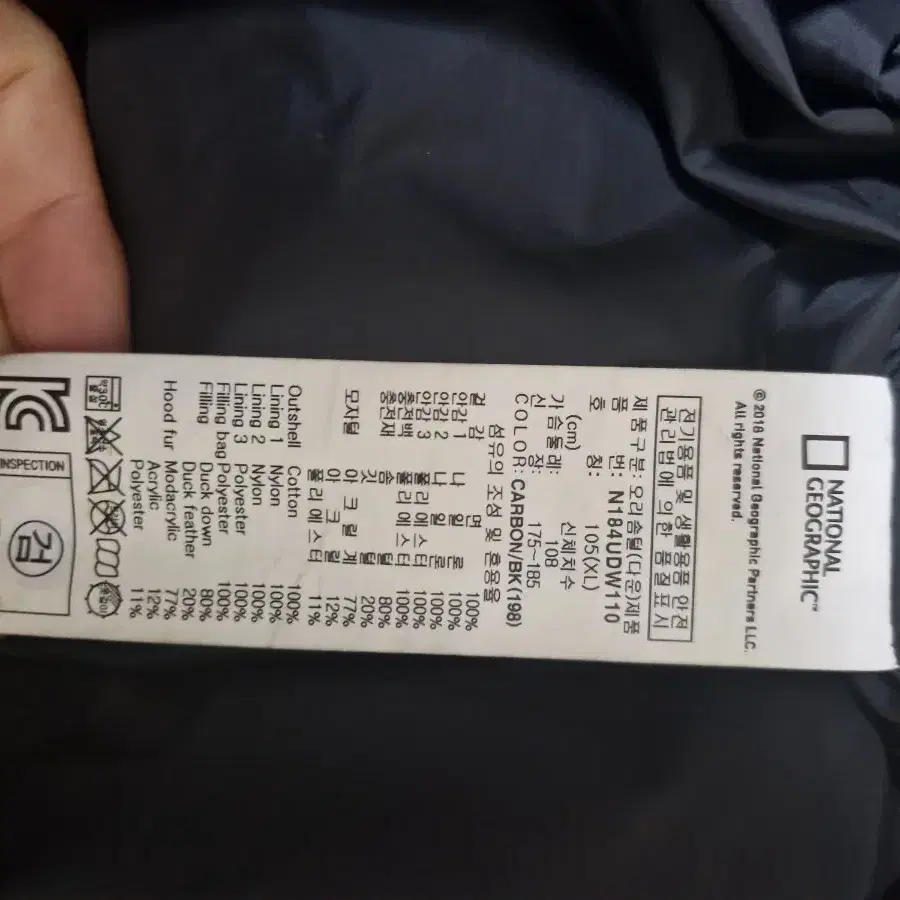 NATIONAL
GEOGRAPHIC™
© 2018 National Geographic Partners LLC.
All rights reserved.
전기용품 및 생활용품 안전
관리법에 의한 품질표시
제품구분: 오리솜털(다운)제품
품 번: N184UDW110
호 칭: 105(XL)
(cm) 신체치수
가슴둘레: 108
신 장: 175~185
COLOR: CARBON/BK(198)
섬유의 조성 및 혼용율
겉감 면 100%
안감 1 나일론 100%
안감 2 나일론 100%
안감 3 폴리에스터 100%
충전백 폴리에스터 100%
충전재 솜털 80%
깃털 20%
모자털 아크릴계 77%
아크릴 12%
폴리에스터 11%
Outshell Cotton 100%
Lining 1 Nylon 100%
Lining 2 Nylon 100%
Lining 3 Polyester 100%
Filling bag Polyester 100%
Filling Duck down 80%
Duck feather 20%
Hood fur Modacrylic 77%
Acrylic 12%
Polyester 11%
KC
INSPECTION
검